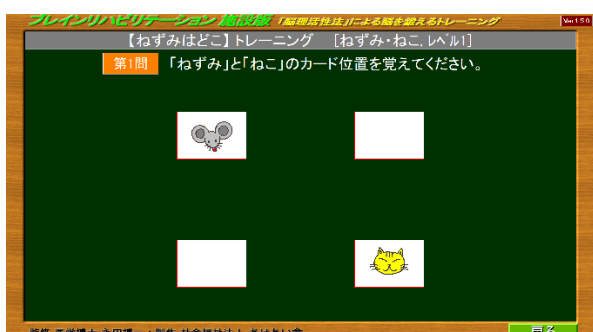 ブレインリハビリテーション 施設版 「脳理活性法」による脳を鍛えるトレーニング
Ver1.5.0
【ねずみはどこ】トレーニング [ねずみ・ねこ,レベル1]
第1問 「ねずみ」と「ねこ」のカード位置を覚えてください。
戻る